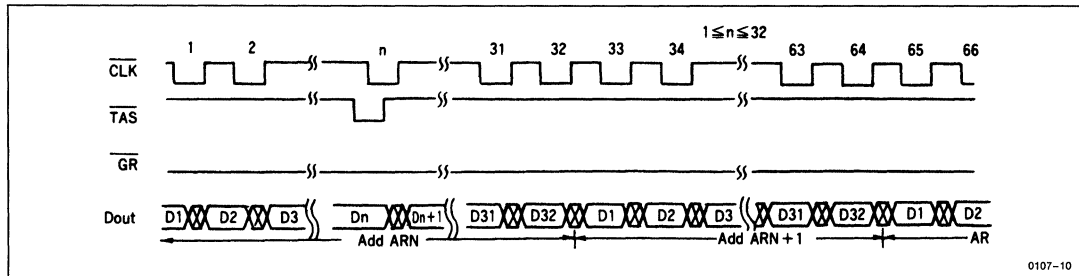 1≦n≦32
1 2 n 31 32 33 34 63 64 65 66
CLK
TAS
GR
Dout D1 D2 D3 Dn Dn+1 D31 D32 D1 D2 D3 D31 D32 D1 D2
Add ARN Add ARN+1 AR
0107-10